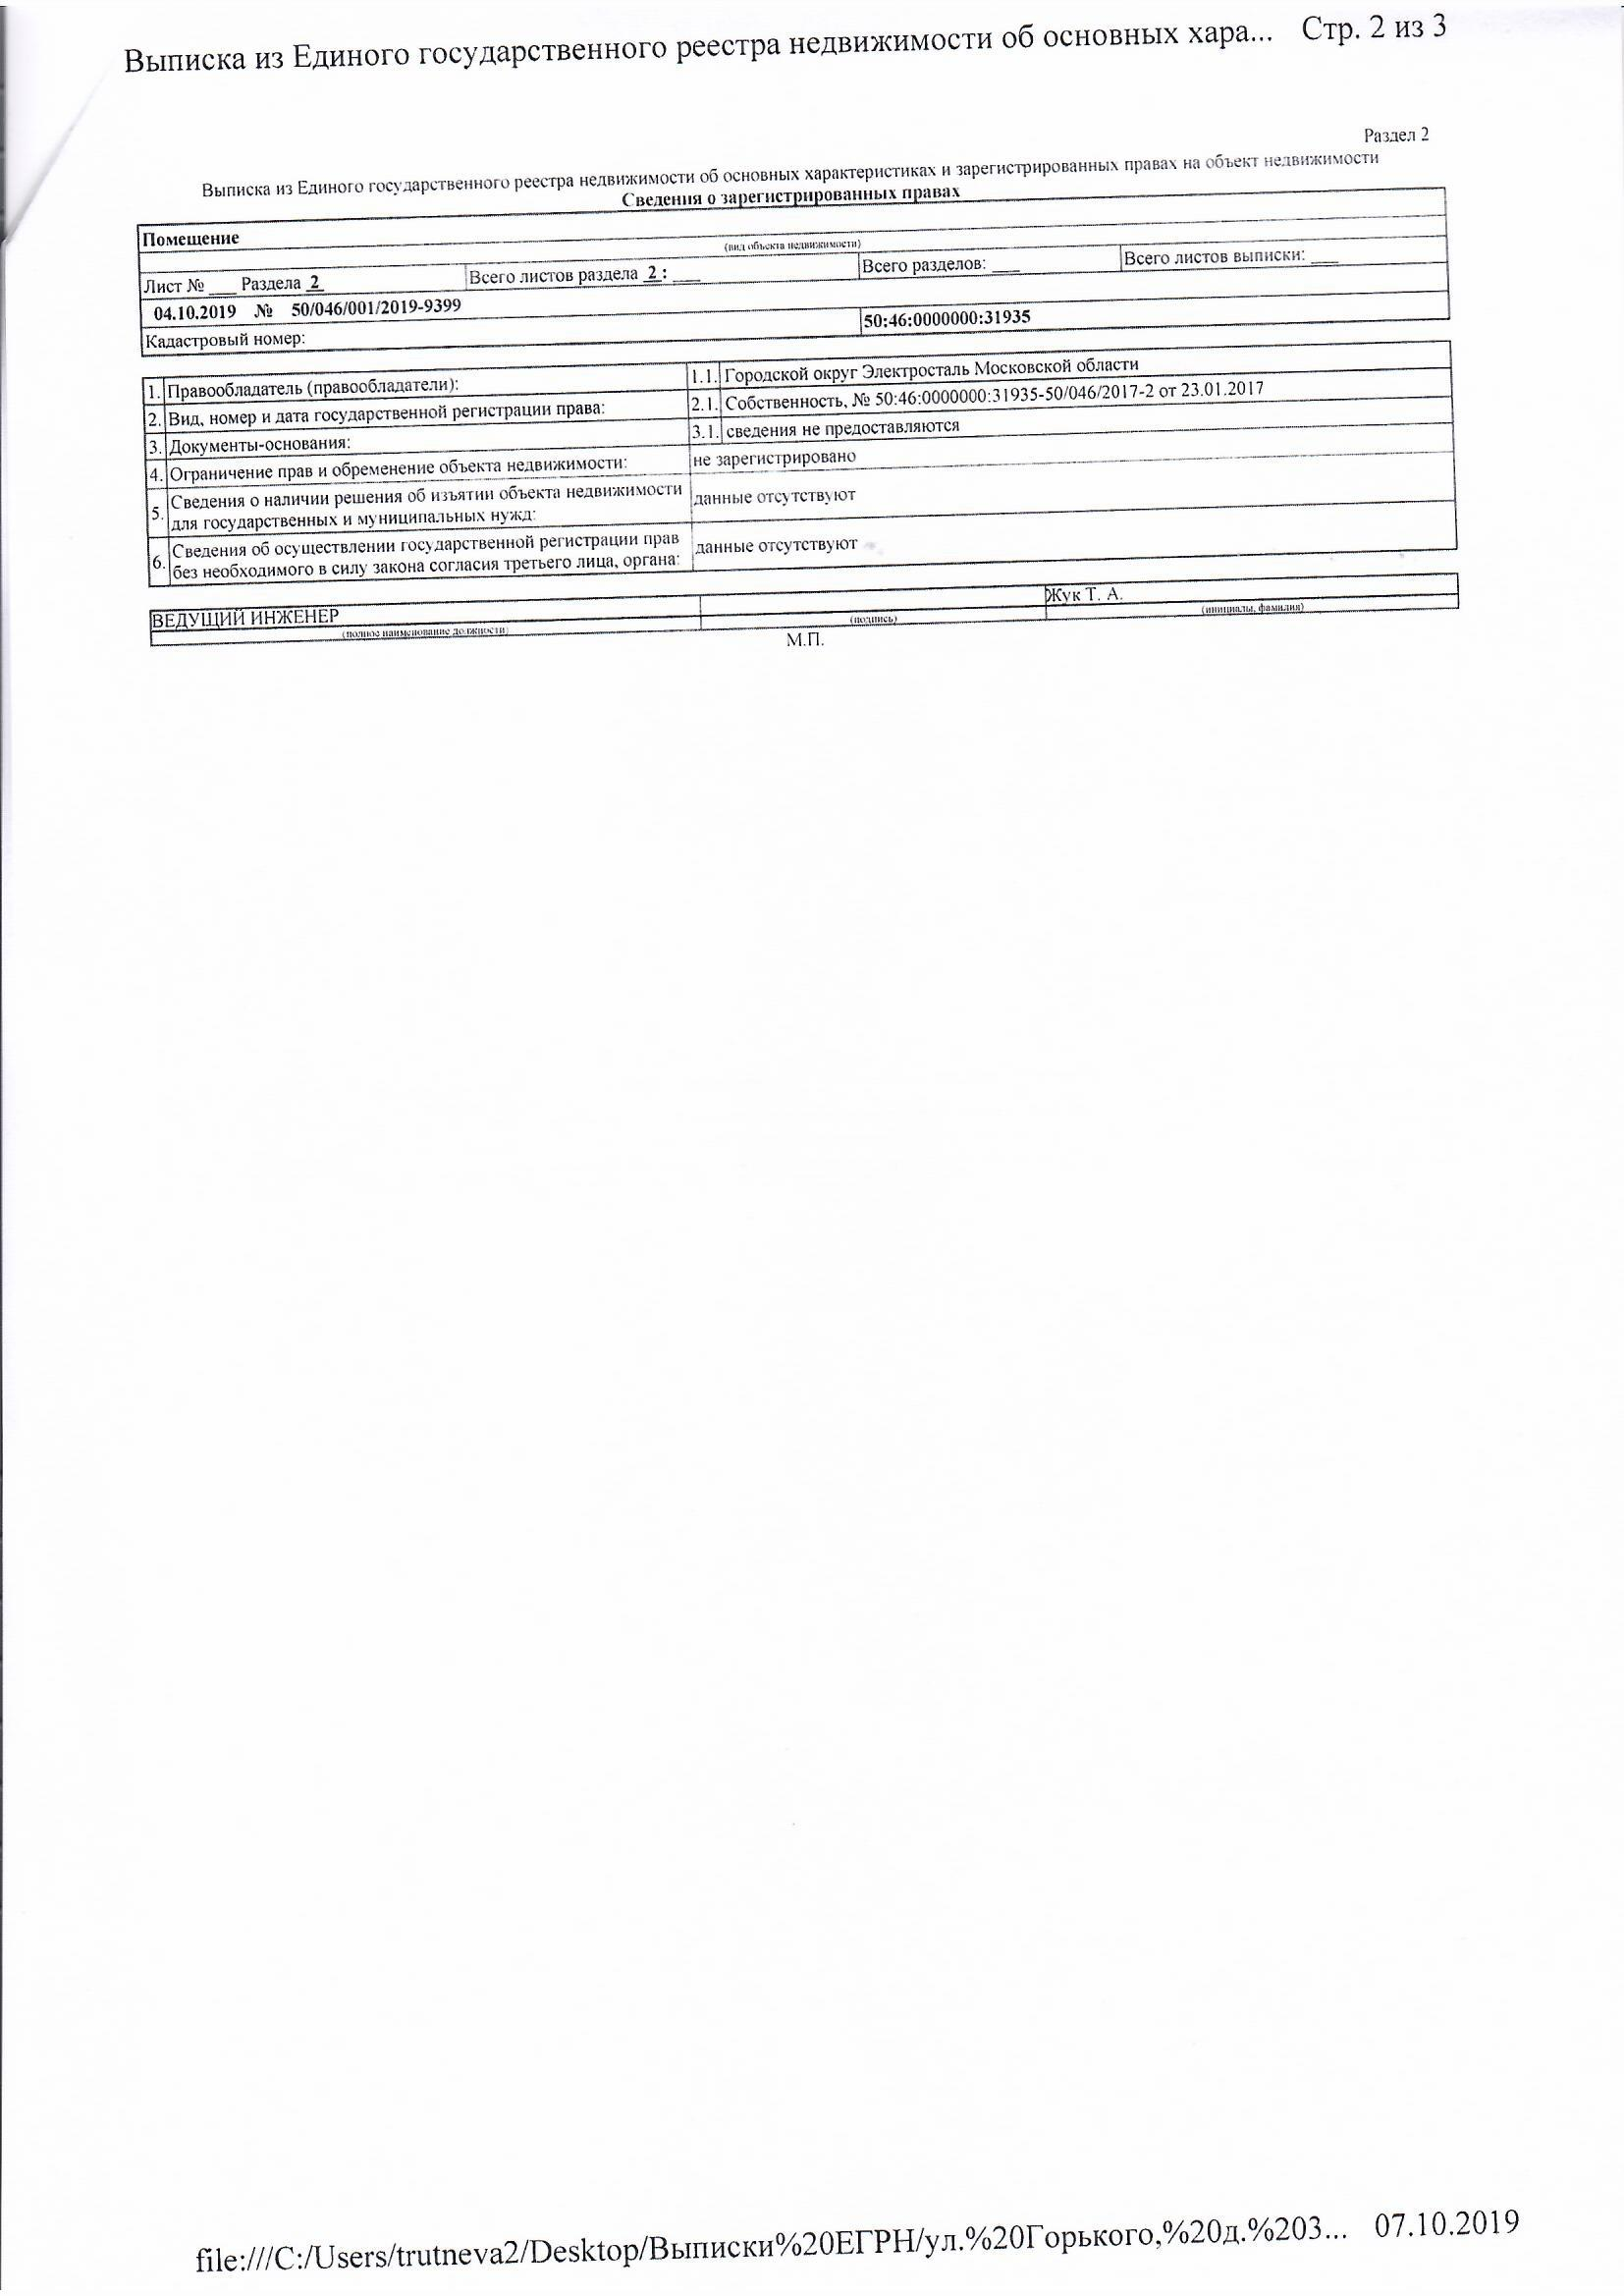 Выписка из Единого государственного реестра недвижимости об основных хара... Стр. 2 из 3
Раздел 2
Выписка из Единого государственного реестра недвижимости об основных характеристиках и зарегистрированных правах на объект недвижимости
Сведения о зарегистрированных правах
Помещение
(вид объекта недвижимости)
Лист № ___ Раздела 2 Всего листов раздела 2 : ___ Всего разделов: ___ Всего листов выписки: ___
04.10.2019 № 50/046/001/2019-9399
Кадастровый номер: 50:46:0000000:31935
1. Правообладатель (правообладатели): 1.1. Городской округ Электросталь Московской области
2. Вид, номер и дата государственной регистрации права: 2.1. Собственность, № 50:46:0000000:31935-50/046/2017-2 от 23.01.2017
3. Документы-основания: 3.1. сведения не предоставляются
4. Ограничение прав и обременение объекта недвижимости: не зарегистрировано
5. Сведения о наличии решения об изъятии объекта недвижимости
для государственных и муниципальных нужд: данные отсутствуют
6. Сведения об осуществлении государственной регистрации прав
без необходимого в силу закона согласия третьего лица, органа: данные отсутствуют
ВЕДУЩИЙ ИНЖЕНЕР Жук Т. А.
(полное наименование должности) (подпись) (инициалы, фамилия)
М.П.
file:///C:/Users/trutneva2/Desktop/Выписки%20ЕГРН/ул.%20Горького,%20д.%203... 07.10.2019